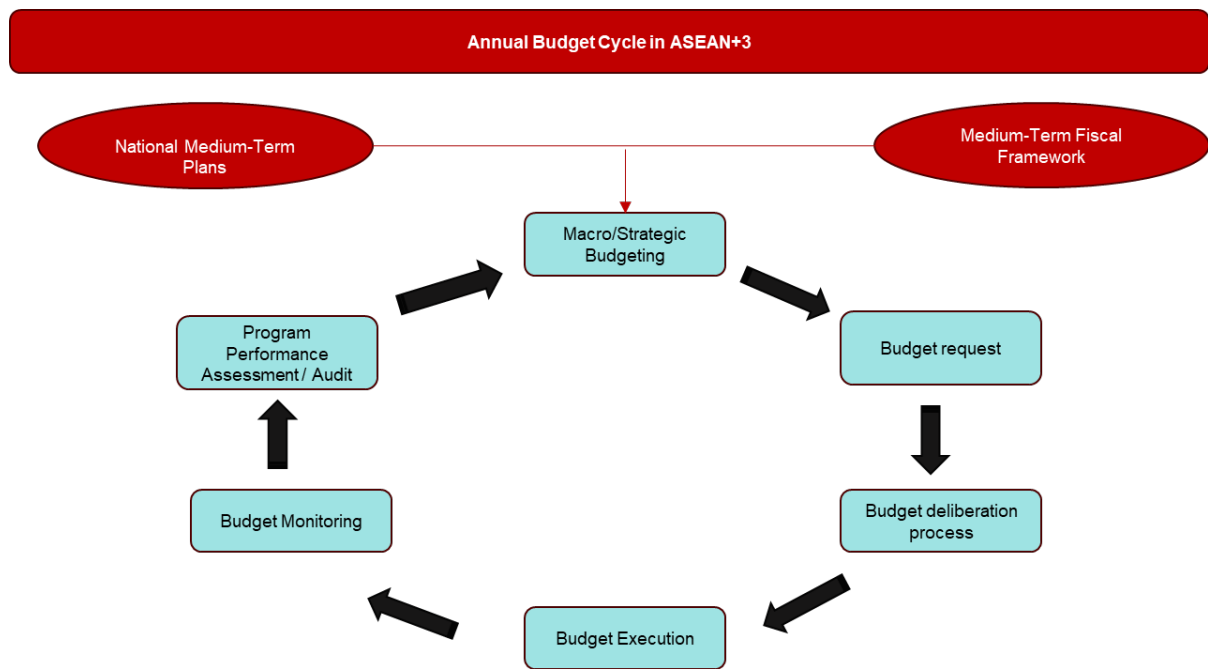 Annual Budget Cycle in ASEAN+3
National Medium-Term
Plans
Medium-Term Fiscal
Framework
Macro/Strategic
Budgeting
Program
Performance
Assessment / Audit
Budget request
Budget Monitoring
Budget deliberation
process
Budget Execution